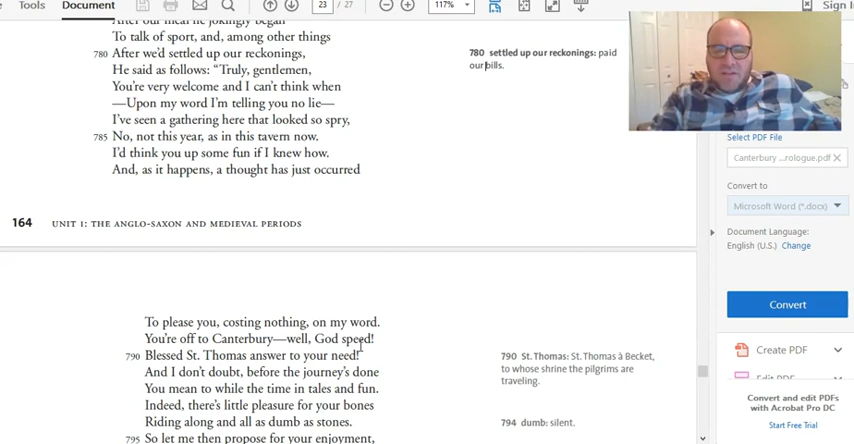 Tools
Document
23 / 27
117%
Sign I
After our meal he jokingly began
To talk of sport, and, among other things
780 After we'd settled up our reckonings,
He said as follows: “Truly, gentlemen,
You're very welcome and I can't think when
—Upon my word I'm telling you no lie—
I've seen a gathering here that looked so spry,
785 No, not this year, as in this tavern now.
I'd think you up some fun if I knew how.
And, as it happens, a thought has just occurred
780 settled up our reckonings: paid
our bills.
164 UNIT 1: THE ANGLO-SAXON AND MEDIEVAL PERIODS
To please you, costing nothing, on my word.
You're off to Canterbury—well, God speed!
790 Blessed St. Thomas answer to your need!
And I don't doubt, before the journey's done
You mean to while the time in tales and fun.
Indeed, there's little pleasure for your bones
Riding along and all as dumb as stones.
795 So let me then propose for your enjoyment,
790 St. Thomas: St. Thomas à Becket,
to whose shrine the pilgrims are
traveling.
794 dumb: silent.
Select PDF File
Canterbury ...rologue.pdf
Convert to
Microsoft Word (*.docx)
Document Language:
English (U.S.) Change
Convert
Create PDF
Edit PDF
Convert and edit PDFs
with Acrobat Pro DC
Start Free Trial